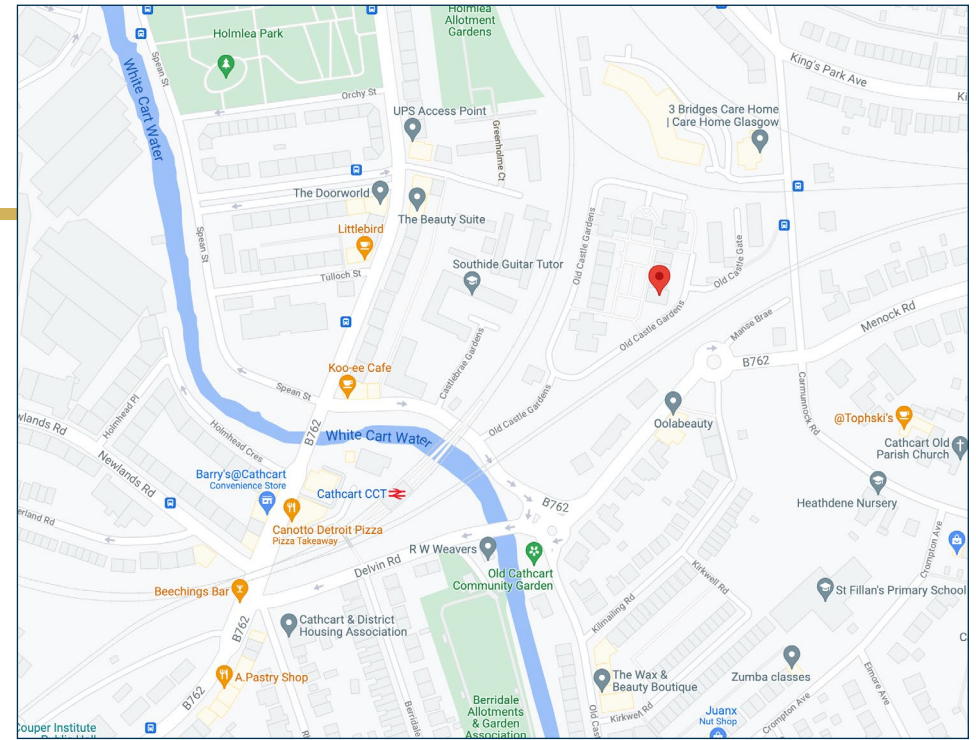 Holmlea Park
Holmlea
Allotment
Gardens
King's Park Ave
Spean St
White Cart Water
Orchy St
UPS Access Point
Greenholme Ct
3 Bridges Care Home
| Care Home Glasgow
The Doorworld
The Beauty Suite
Littlebird
Spean St
Tulloch St
Southide Guitar Tutor
Old Castle Gardens
Old Castle Gate
Old Castle Gardens
Manse Brae
Menock Rd
B762
Koo-ee Cafe
Spean St
Castlebrae Gardens
Old Castle Gardens
Carmunnock Rd
Oolabeauty
@Tophski's
Cathcart Old
Parish Church
Holmhead Pl
Holmhead Cres
Newlands Rd
B762
White Cart Water
Barry's@Cathcart
Convenience Store
Cathcart CCT
Canotto Detroit Pizza
Pizza Takeaway
B762
Heathdene Nursery
Crompton Ave
R W Weavers
Delvin Rd
Old Cathcart
Community Garden
Beechings Bar
Kirkwell Rd
St Fillan's Primary School
Cathcart & District
Housing Association
B762
Kilmailing Rd
A.Pastry Shop
The Wax &
Beauty Boutique
Zumba classes
Elmore Ave
B762
Berridale
Berridale
Allotments
& Garden
Association
Kirkwell Rd
Juanx
Nut Shop
Crompton Ave
Couper Institute